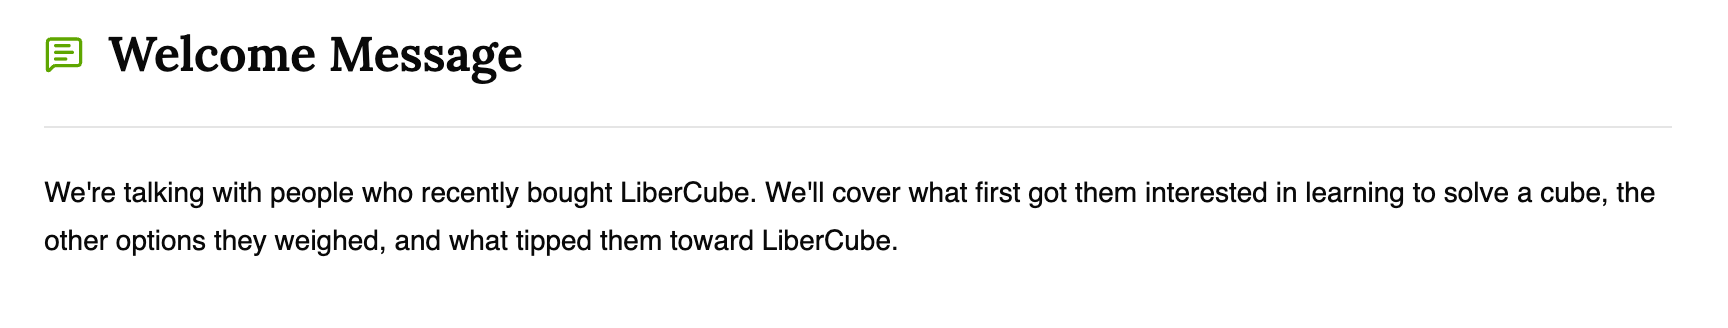 Welcome Message
We're talking with people who recently bought LiberCube. We'll cover what first got them interested in learning to solve a cube, the
other options they weighed, and what tipped them toward LiberCube.